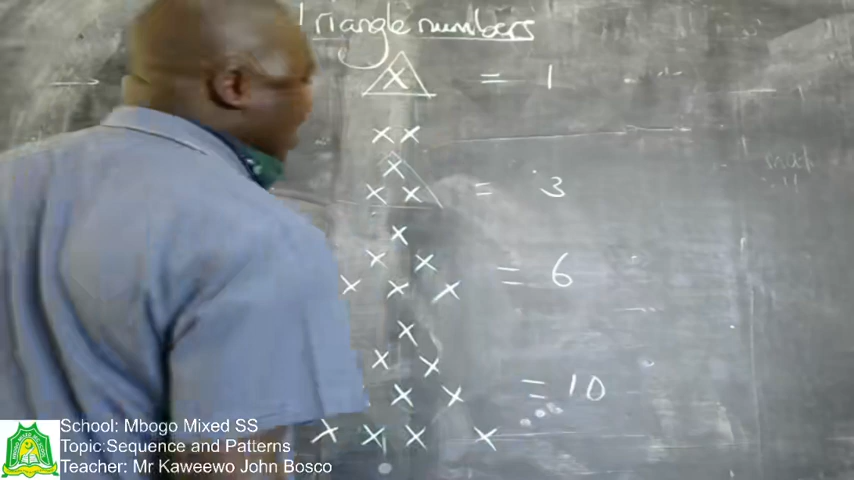 Triangle numbers
x = 1
x x
x
x x = 3
x
x x
x x x = 6
x
x x
x x
x x x x = 10
School: Mbogo Mixed SS
Topic:Sequence and Patterns
Teacher: Mr Kaweewo John Bosco